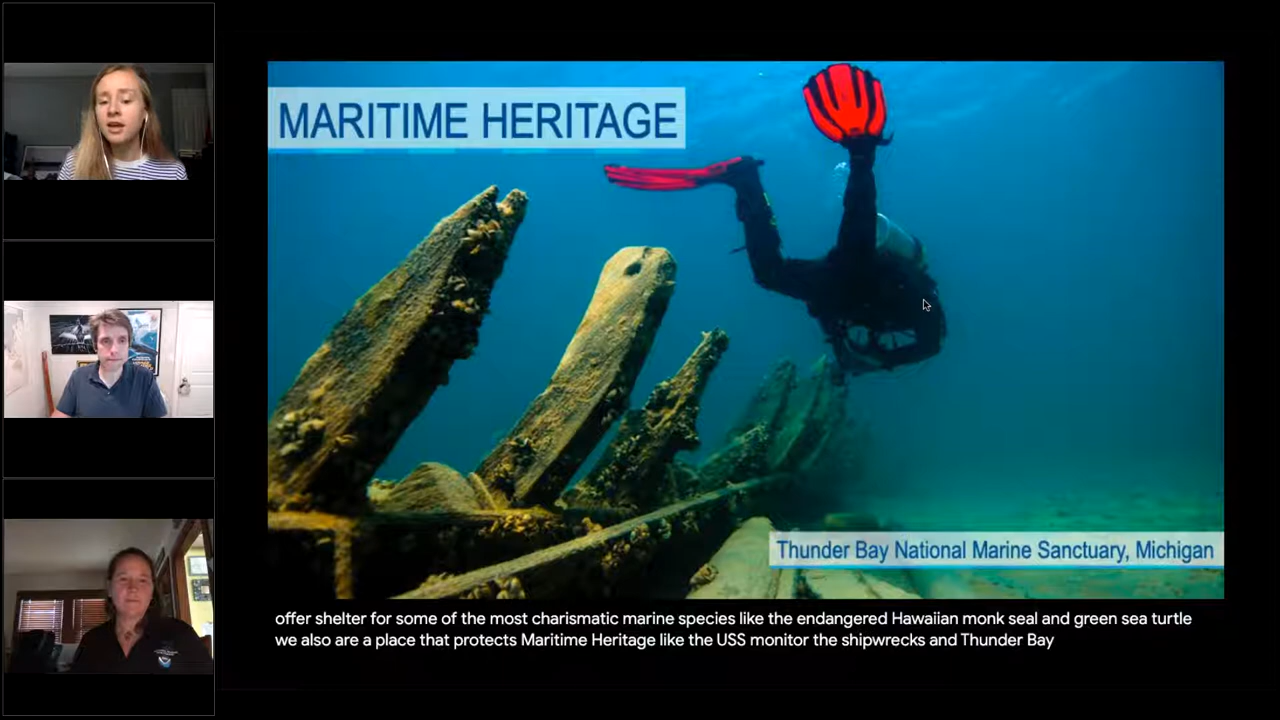 MARITIME HERITAGE
Thunder Bay National Marine Sanctuary, Michigan
offer shelter for some of the most charismatic marine species like the endangered Hawaiian monk seal and green sea turtle
we also are a place that protects Maritime Heritage like the USS monitor the shipwrecks and Thunder Bay